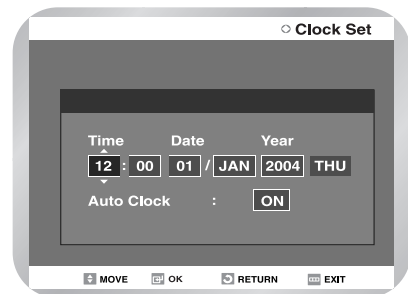 Clock Set
Time Date Year
12 : 00 01 / JAN 2004 THU
Auto Clock : ON
MOVE OK RETURN EXIT